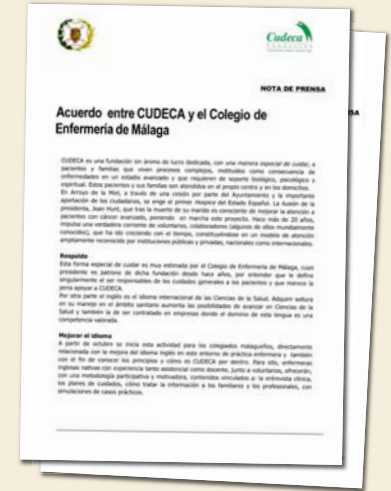 Cudeca
FUNDACIÓN
NOTA DE PRENSA
SA
Acuerdo entre CUDECA y el Colegio de
Enfermería de Málaga
CUDECA es una fundación sin ánimo de lucro dedicada, con una manera especial de cuidar, a
pacientes y familias que viven procesos complejos, instituidos como consecuencia de
enfermedades en un estadio avanzado y que requieren de soporte biológico, psicológico y
espiritual. Estos pacientes y sus familias son atendidos en el propio centro y en los domicilios.
En Arroyo de la Miel, a través de una cesión por parte del Ayuntamiento y la importante
aportación de los ciudadanos, se erige el primer Hospice del Estado Español. La ilusión de la
presidenta, Joan Hunt, que tras la muerte de su marido es consciente de mejorar la atención a
pacientes con cáncer avanzado, poniendo en marcha este proyecto. Hace más de 20 años,
impulsa una verdadera corriente de voluntarios, colaboradores (algunos de ellos mundialmente
conocidos), que ha ido creciendo con el tiempo, constituyéndose en un modelo de atención
ampliamente reconocido por instituciones públicas y privadas, nacionales como internacionales.
Respaldo
Esta forma especial de cuidar es muy estimada por el Colegio de Enfermería de Málaga, cuyo
presidente es patrono de dicha fundación desde hace años, por entender que le define
singularmente el ser responsables de los cuidados generales a los pacientes y que merece la
pena apoyar a CUDECA.
Por otra parte el inglés es el idioma internacional de las Ciencias de la Salud. Adquirir soltura
en su manejo en el ámbito sanitario aumenta las posibilidades de avanzar en Ciencias de la
Salud y también la de ser contratado en empresas donde el dominio de esta lengua es una
competencia valorada.
Mejorar el idioma
A partir de octubre se inicia esta actividad para los colegiados malagueños, directamente
relacionada con la mejora del idioma inglés en este entorno de práctica enfermera y también
con el fin de conocer los principios y cómo es CUDECA por dentro. Para ello, enfermeras
inglesas nativas con experiencia tanto asistencial como docente, junto a voluntarios, ofrecerán,
con una metodología participativa y motivadora, contenidos vinculados a: la entrevista clínica,
los planes de cuidados, cómo tratar la información a los familiares y los profesionales, con
simulaciones de casos prácticos.